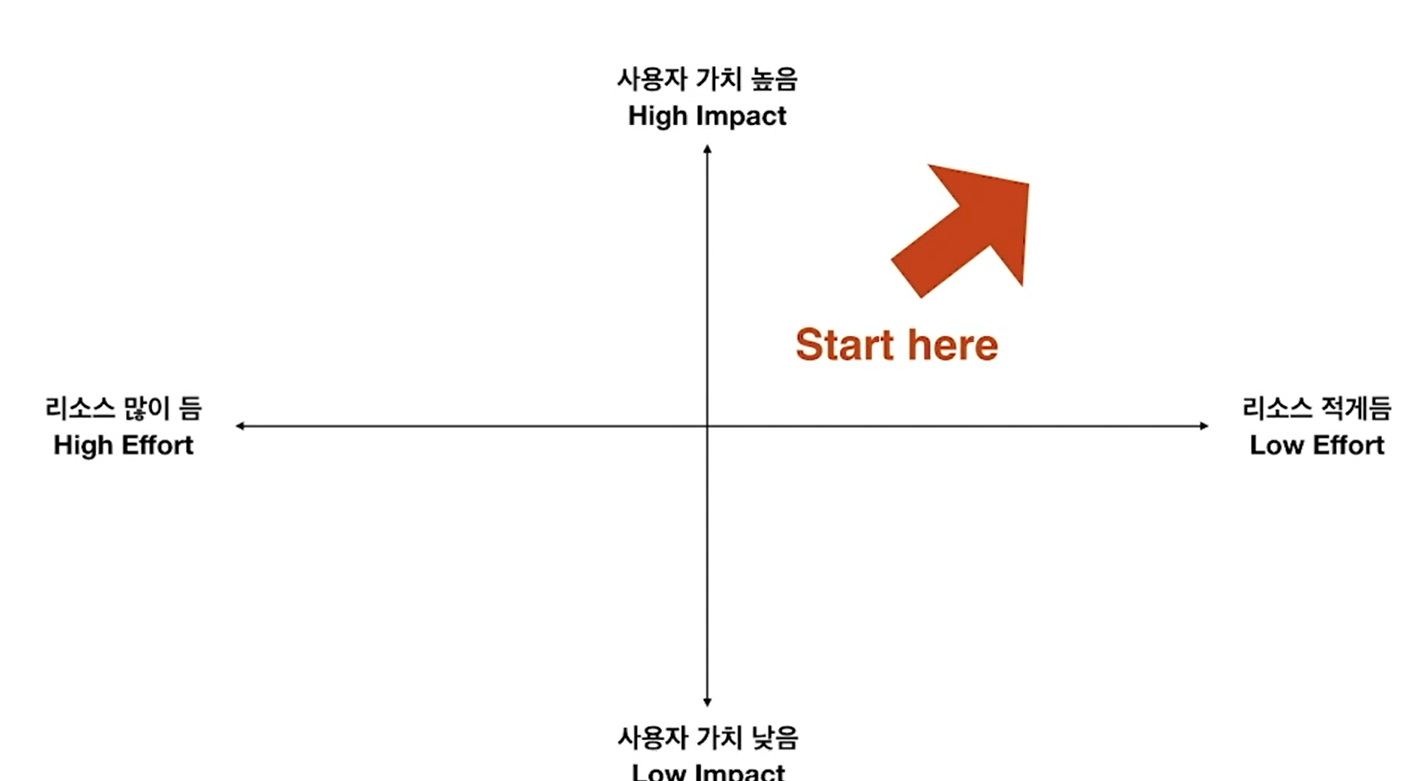 사용자 가치 높음
High Impact
Start here
리소스 많이 듬
High Effort
리소스 적게듬
Low Effort
사용자 가치 낮음
Low Impact